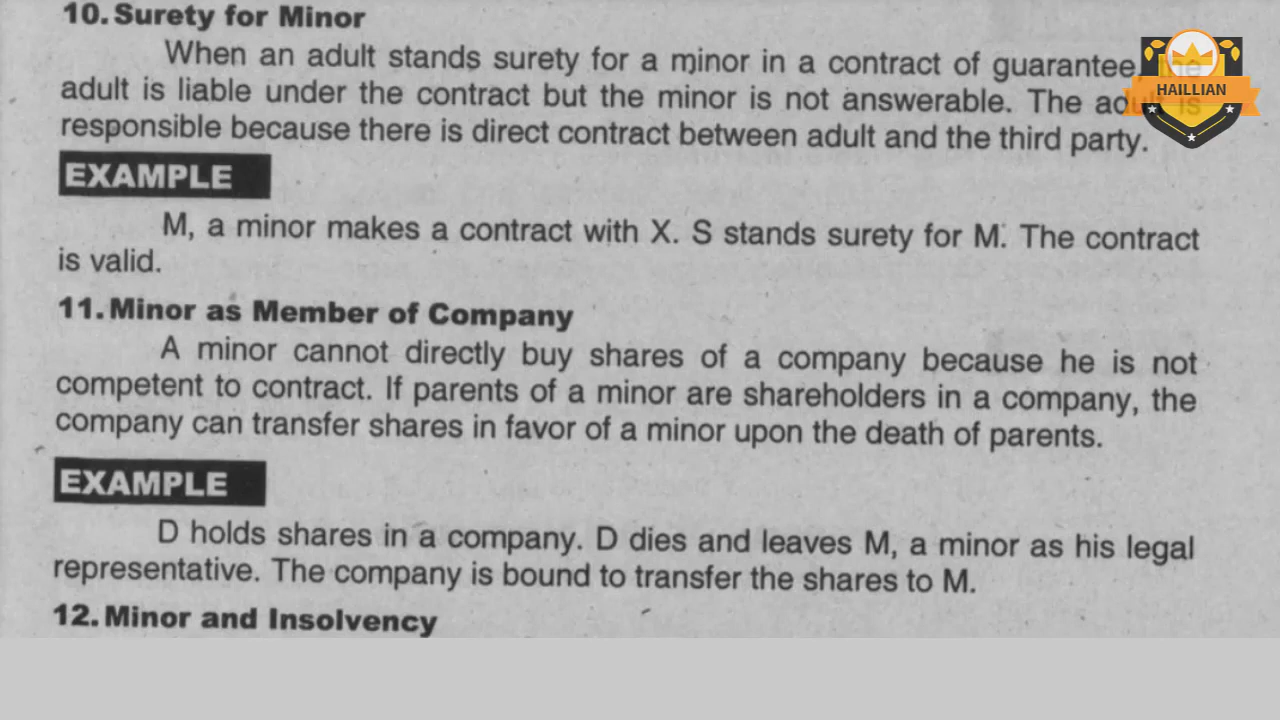 10. Surety for Minor
When an adult stands surety for a minor in a contract of guarantee,
adult is liable under the contract but the minor is not answerable. The adult is
responsible because there is direct contract between adult and the third party.
HAILLIAN
EXAMPLE
M, a minor makes a contract with X. S stands surety for M. The contract
is valid.
11. Minor as Member of Company
A minor cannot directly buy shares of a company because he is not
competent to contract. If parents of a minor are shareholders in a company, the
company can transfer shares in favor of a minor upon the death of parents.
EXAMPLE
D holds shares in a company. D dies and leaves M, a minor as his legal
representative. The company is bound to transfer the shares to M.
12. Minor and Insolvency